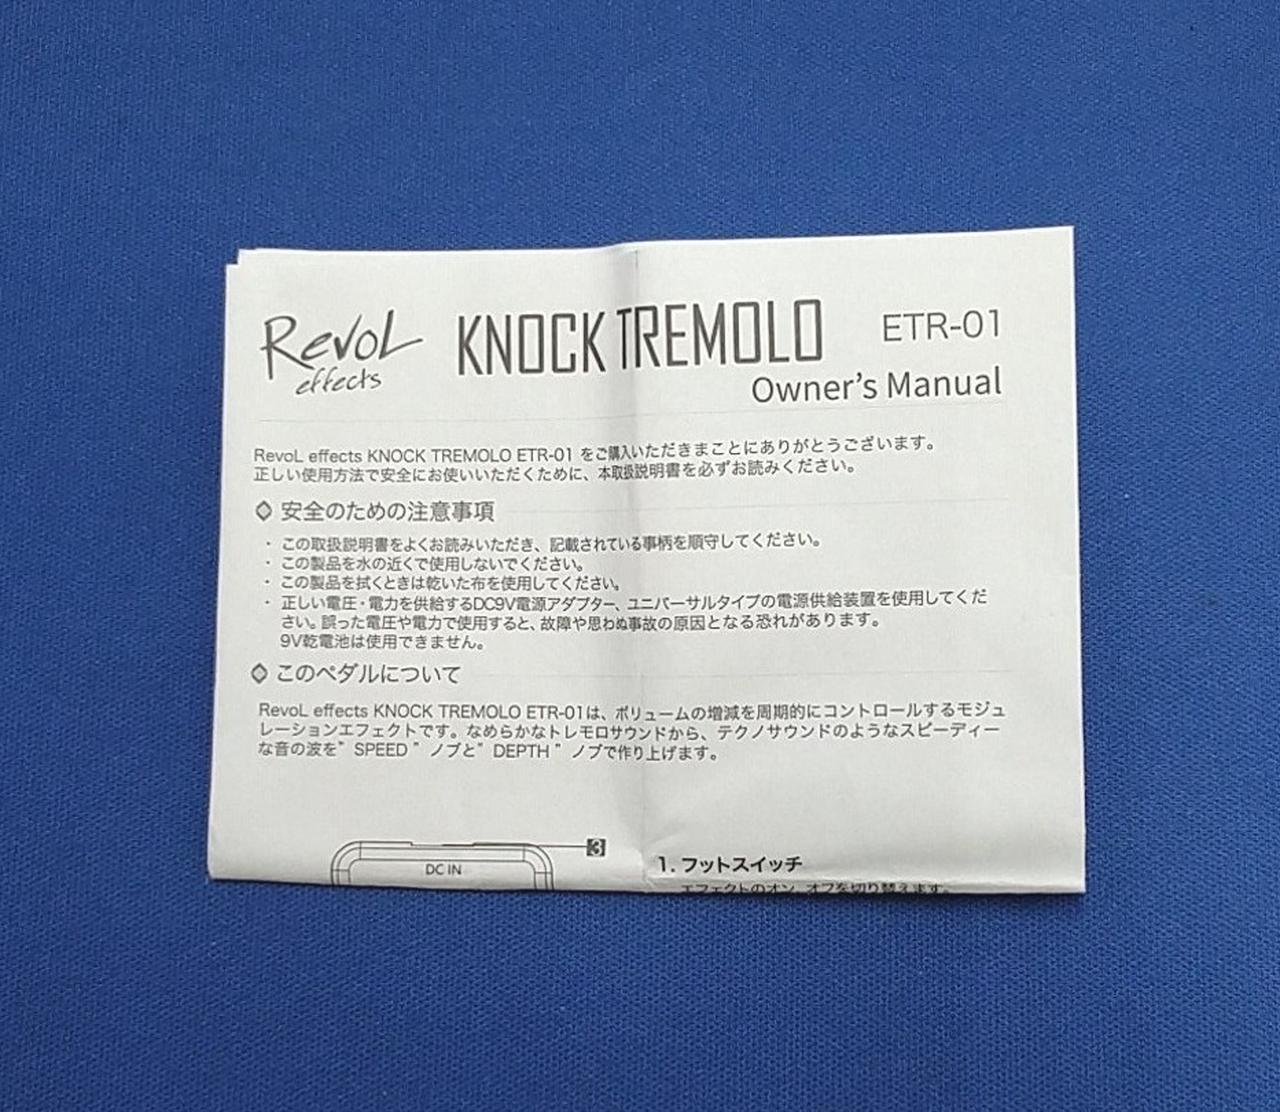 RevoL
effects
KNOCK TREMOLO
ETR-01
Owner's Manual
RevoL effects KNOCK TREMOLO ETR-01 をご購入いただきまことにありがとうございます。
正しい使用方法で安全にお使いいただくために、本取扱説明書を必ずお読みください。
安全のための注意事項
・ この取扱説明書をよくお読みいただき、記載されている事柄を順守してください。
・ この製品を水の近くで使用しないでください。
・ この製品を拭くときは乾いた布を使用してください。
・ 正しい電圧・電力を供給するDC9V電源アダプター、ユニバーサルタイプの電源供給装置を使用してくだ
さい。誤った電圧や電力で使用すると、故障や思わぬ事故の原因となる恐れがあります。
9V乾電池は使用できません。
このペダルについて
RevoL effects KNOCK TREMOLO ETR-01は、ボリュームの増減を周期的にコントロールするモジュ
レーションエフェクトです。なめらかなトレモロサウンドから、テクノサウンドのようなスピーディー
な音の波を” SPEED ” ノブと” DEPTH ” ノブで作り上げます。
3
DC IN
1. フットスイッチ
エフェクトのオン、オフを切り替えます。